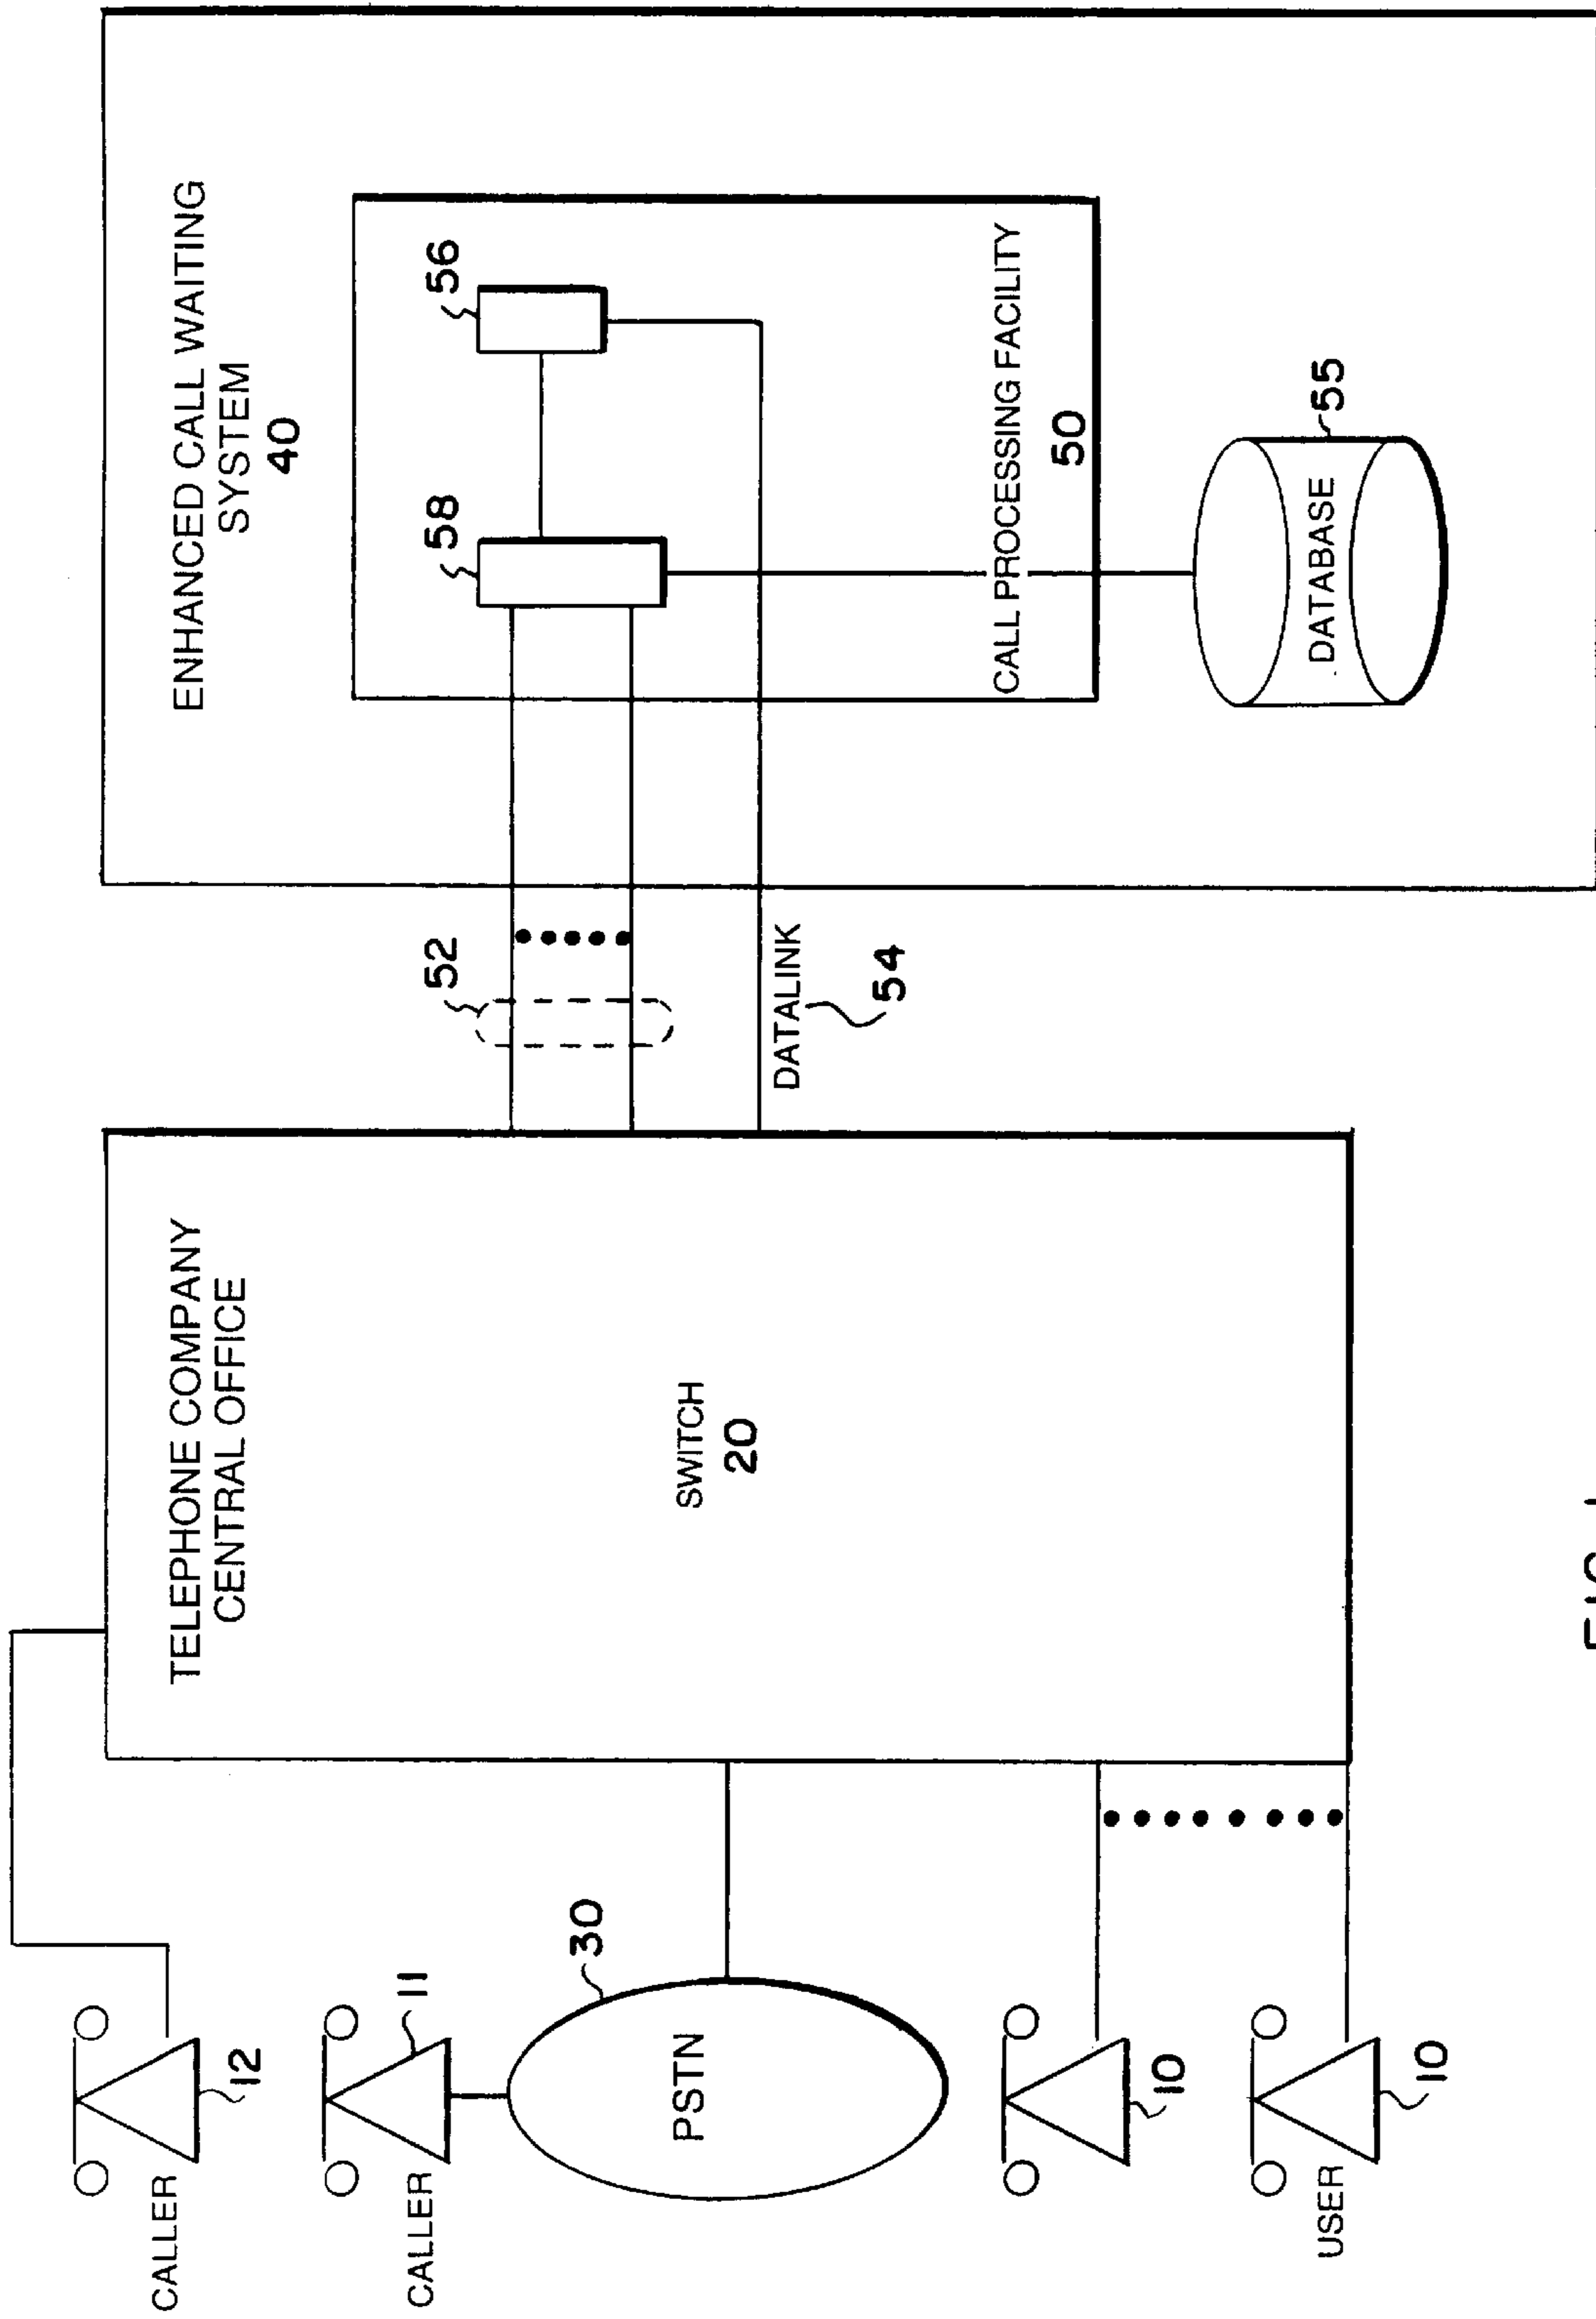 CALLER
12
CALLER
11
PSTN
30
10
USER
10
TELEPHONE COMPANY
CENTRAL OFFICE
SWITCH
20
52
DATALINK
54
ENHANCED CALL WAITING
SYSTEM
40
58
56
CALL PROCESSING FACILITY
50
DATABASE
55